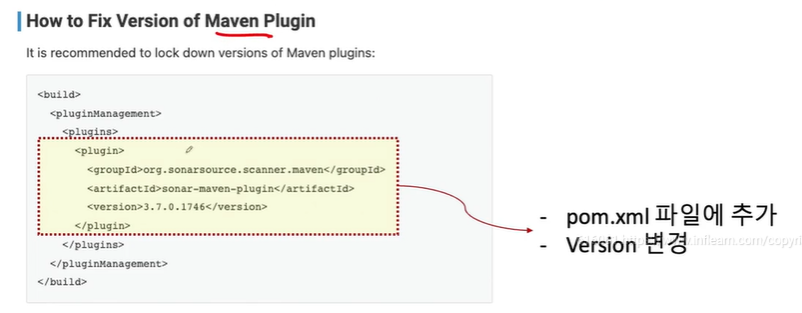 How to Fix Version of Maven Plugin
It is recommended to lock down versions of Maven plugins:
<build>
<pluginManagement>
<plugins>
<plugin>
<groupId>org.sonarsource.scanner.maven</groupId>
<artifactId>sonar-maven-plugin</artifactId>
<version>3.7.0.1746</version>
</plugin>
</plugins>
</pluginManagement>
</build>
- pom.xml 파일에 추가
- Version 변경